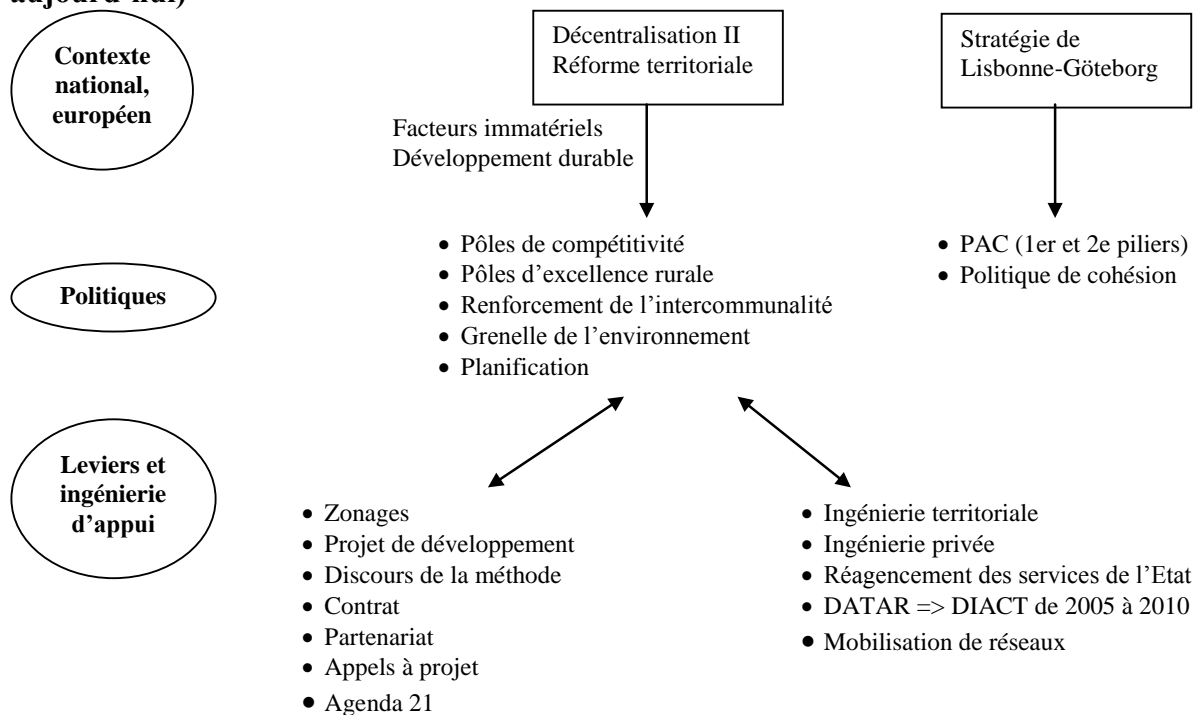 aujourd'hui)
Contexte
national,
européen
Décentralisation II
Réforme territoriale
Stratégie de
Lisbonne-Göteborg
Facteurs immatériels
Développement durable
Politiques
• Pôles de compétitivité
• Pôles d'excellence rurale
• Renforcement de l'intercommunalité
• Grenelle de l'environnement
• Planification
• PAC (1er et 2e piliers)
• Politique de cohésion
Leviers et
ingénierie
d'appui
• Zonages
• Projet de développement
• Discours de la méthode
• Contrat
• Partenariat
• Appels à projet
• Agenda 21
• Ingénierie territoriale
• Ingénierie privée
• Réagencement des services de l'Etat
• DATAR => DIACT de 2005 à 2010
• Mobilisation de réseaux